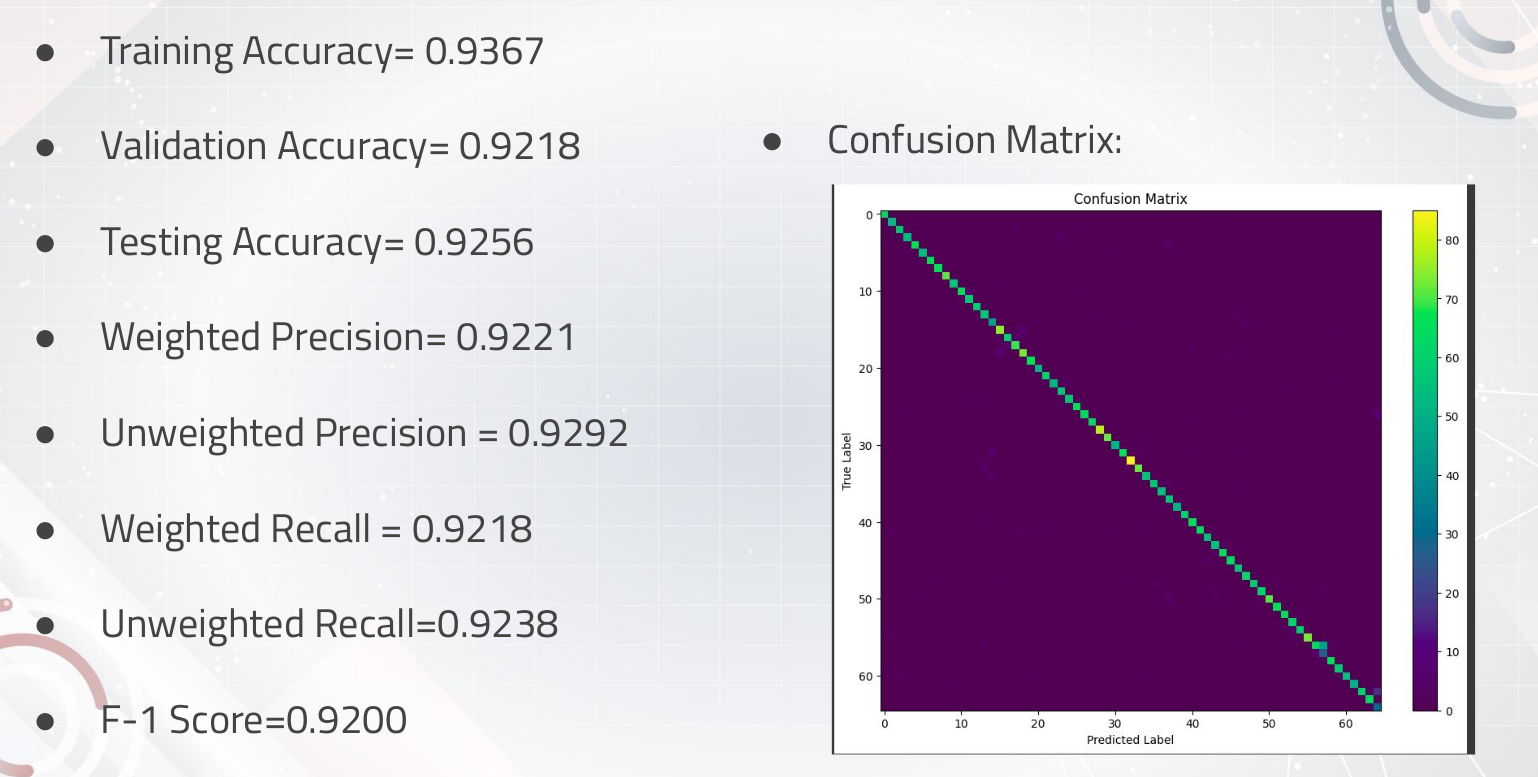 ● Training Accuracy= 0.9367
● Validation Accuracy= 0.9218
● Testing Accuracy= 0.9256
● Weighted Precision= 0.9221
● Unweighted Precision = 0.9292
● Weighted Recall = 0.9218
● Unweighted Recall=0.9238
● F-1 Score=0.9200
● Confusion Matrix:
Confusion Matrix
True Label
0
10
20
30
40
50
60
0 10 20 30 40 50 60
Predicted Label
80
70
60
50
40
30
20
10
0